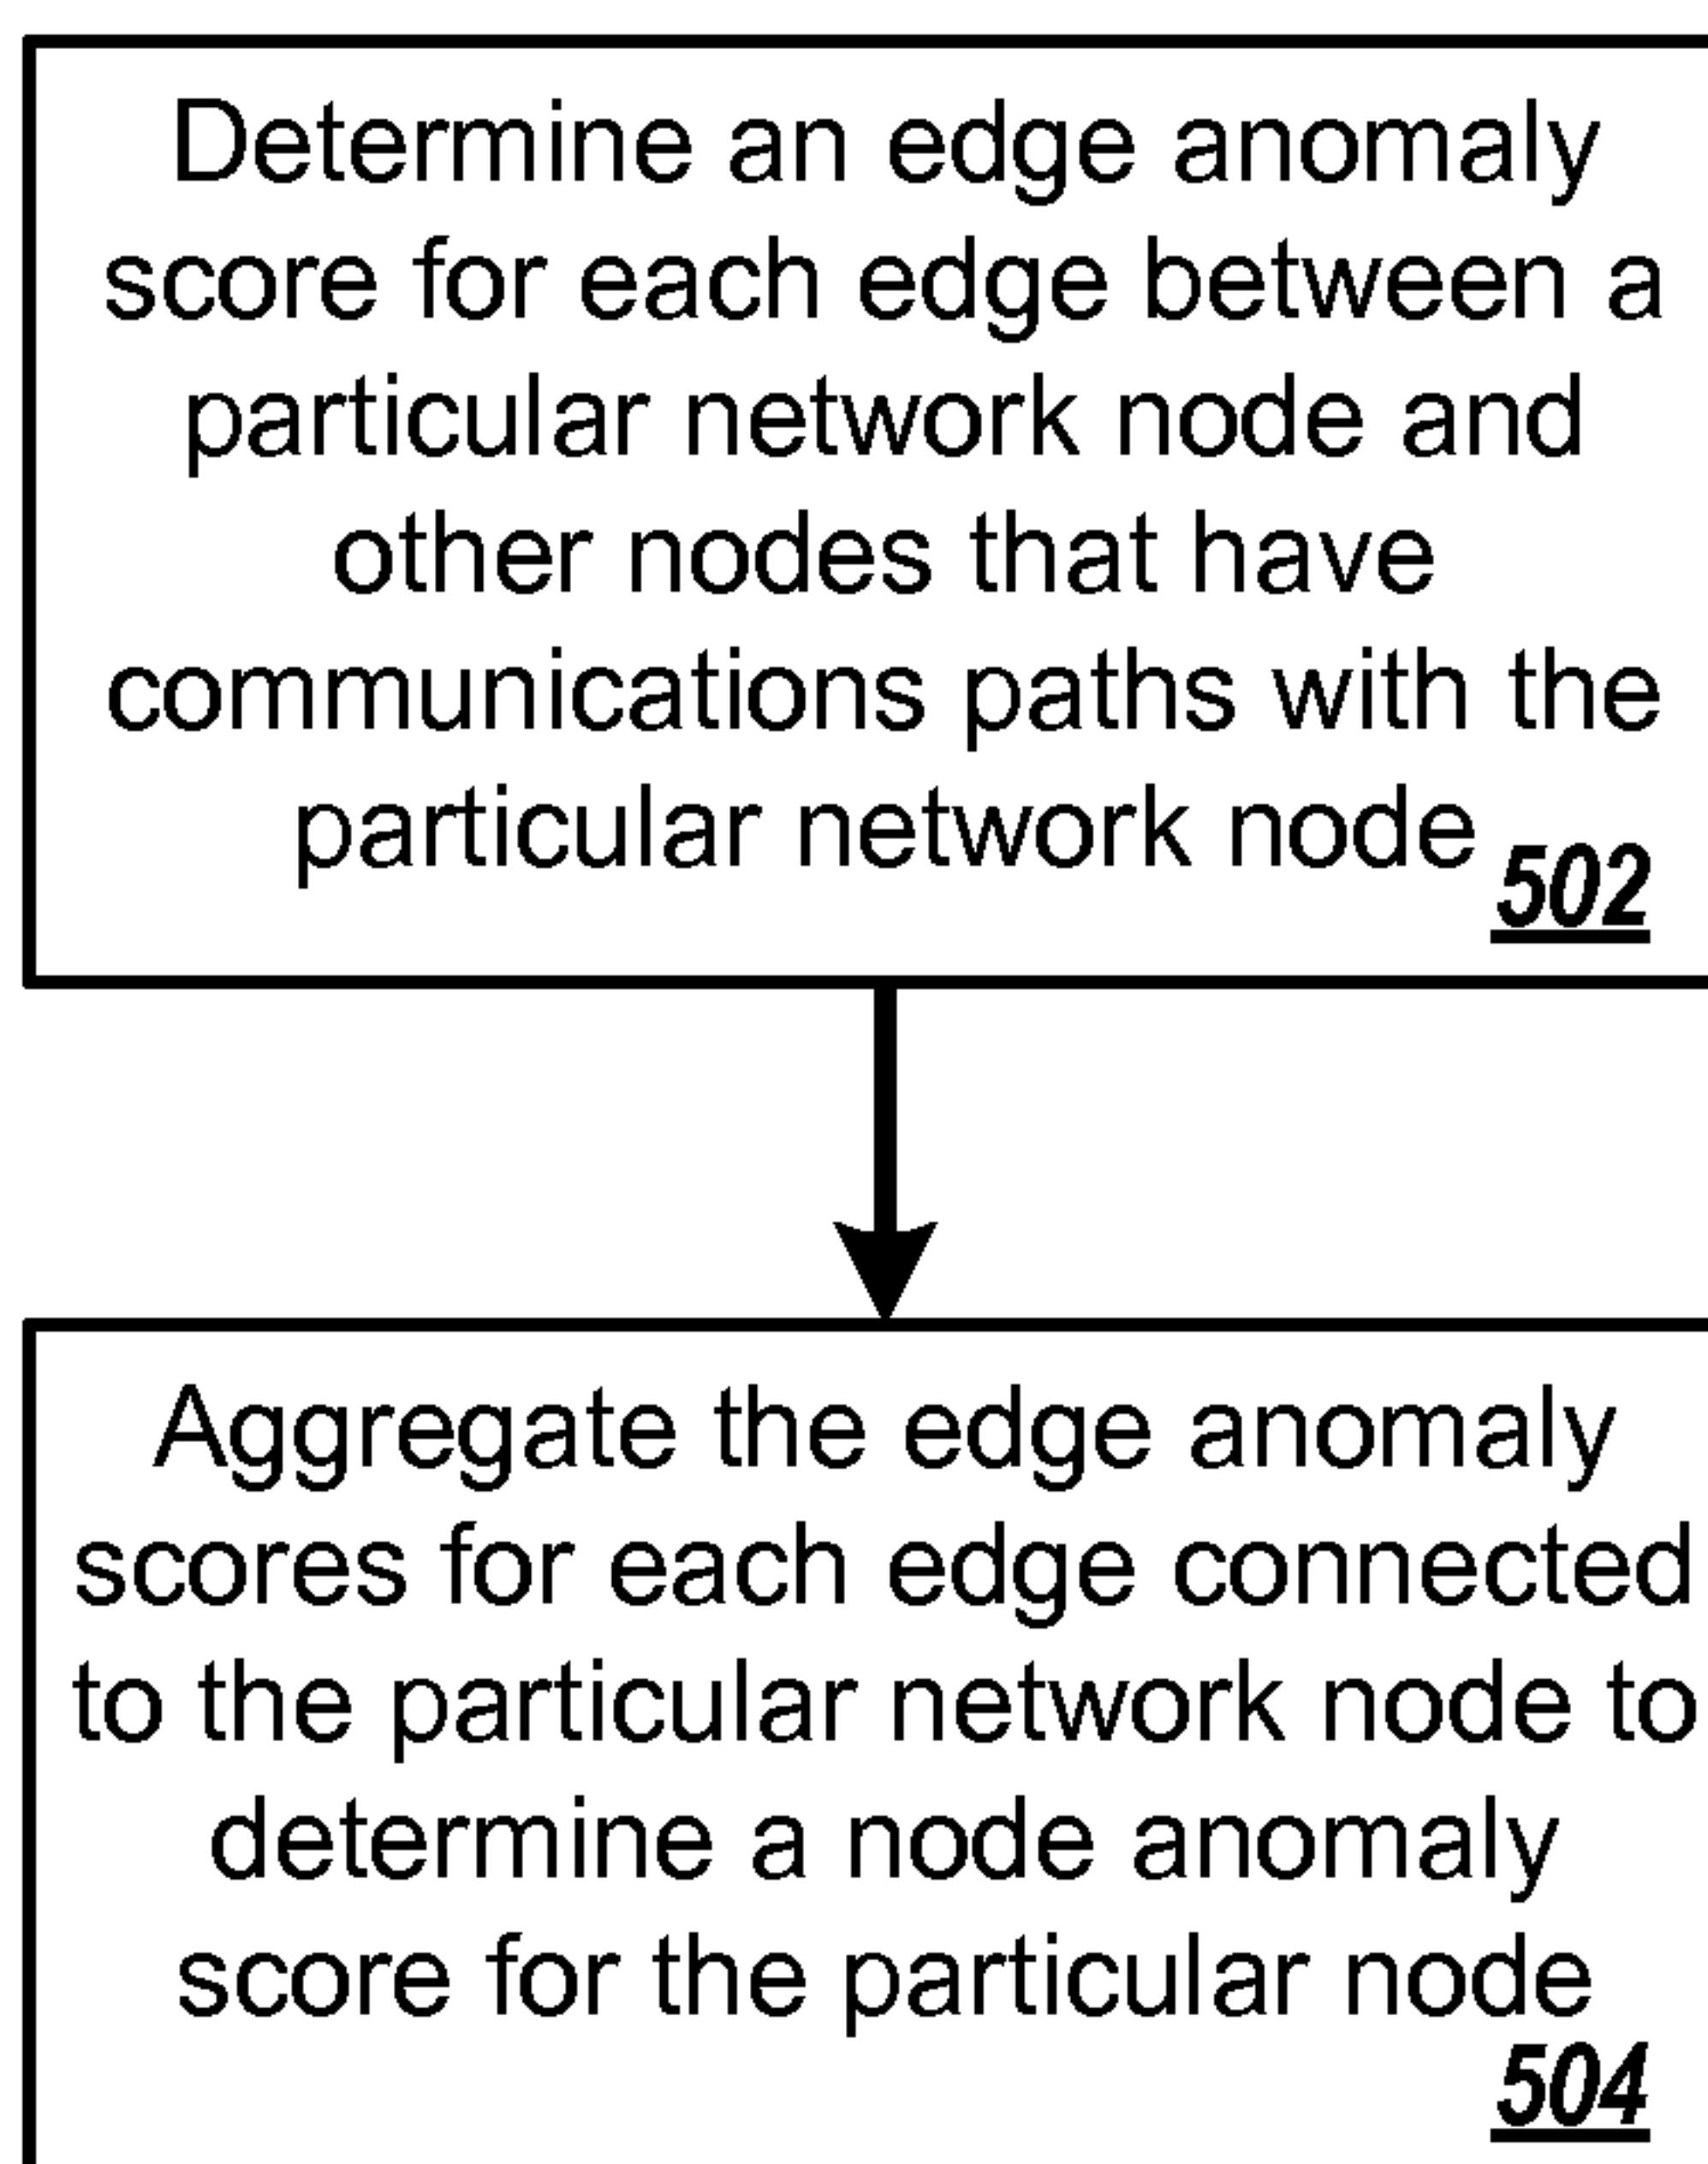 Determine an edge anomaly
score for each edge between a
particular network node and
other nodes that have
communications paths with the
particular network node
502
Aggregate the edge anomaly
scores for each edge connected
to the particular network node to
determine a node anomaly
score for the particular node
504